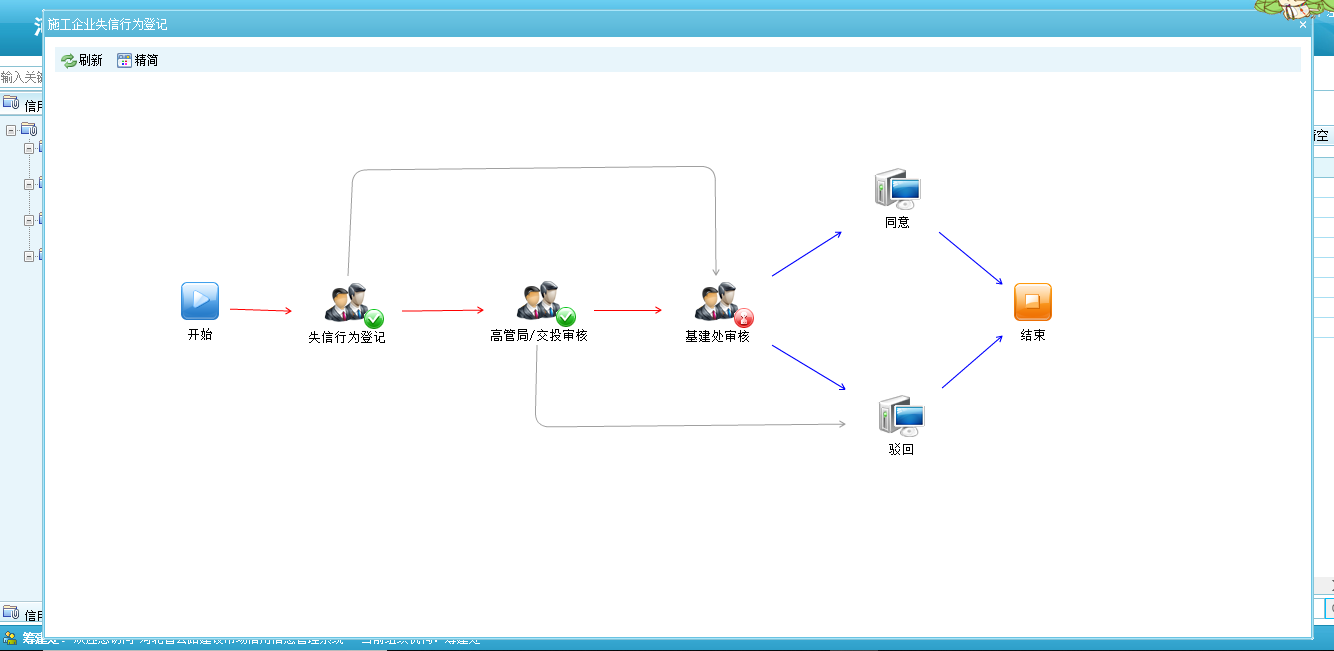 施工企业失信行为登记
刷新 精简
输入关
信用
同意
开始
失信行为登记
高管局/交投审核
基建处审核
结束
驳回
信用